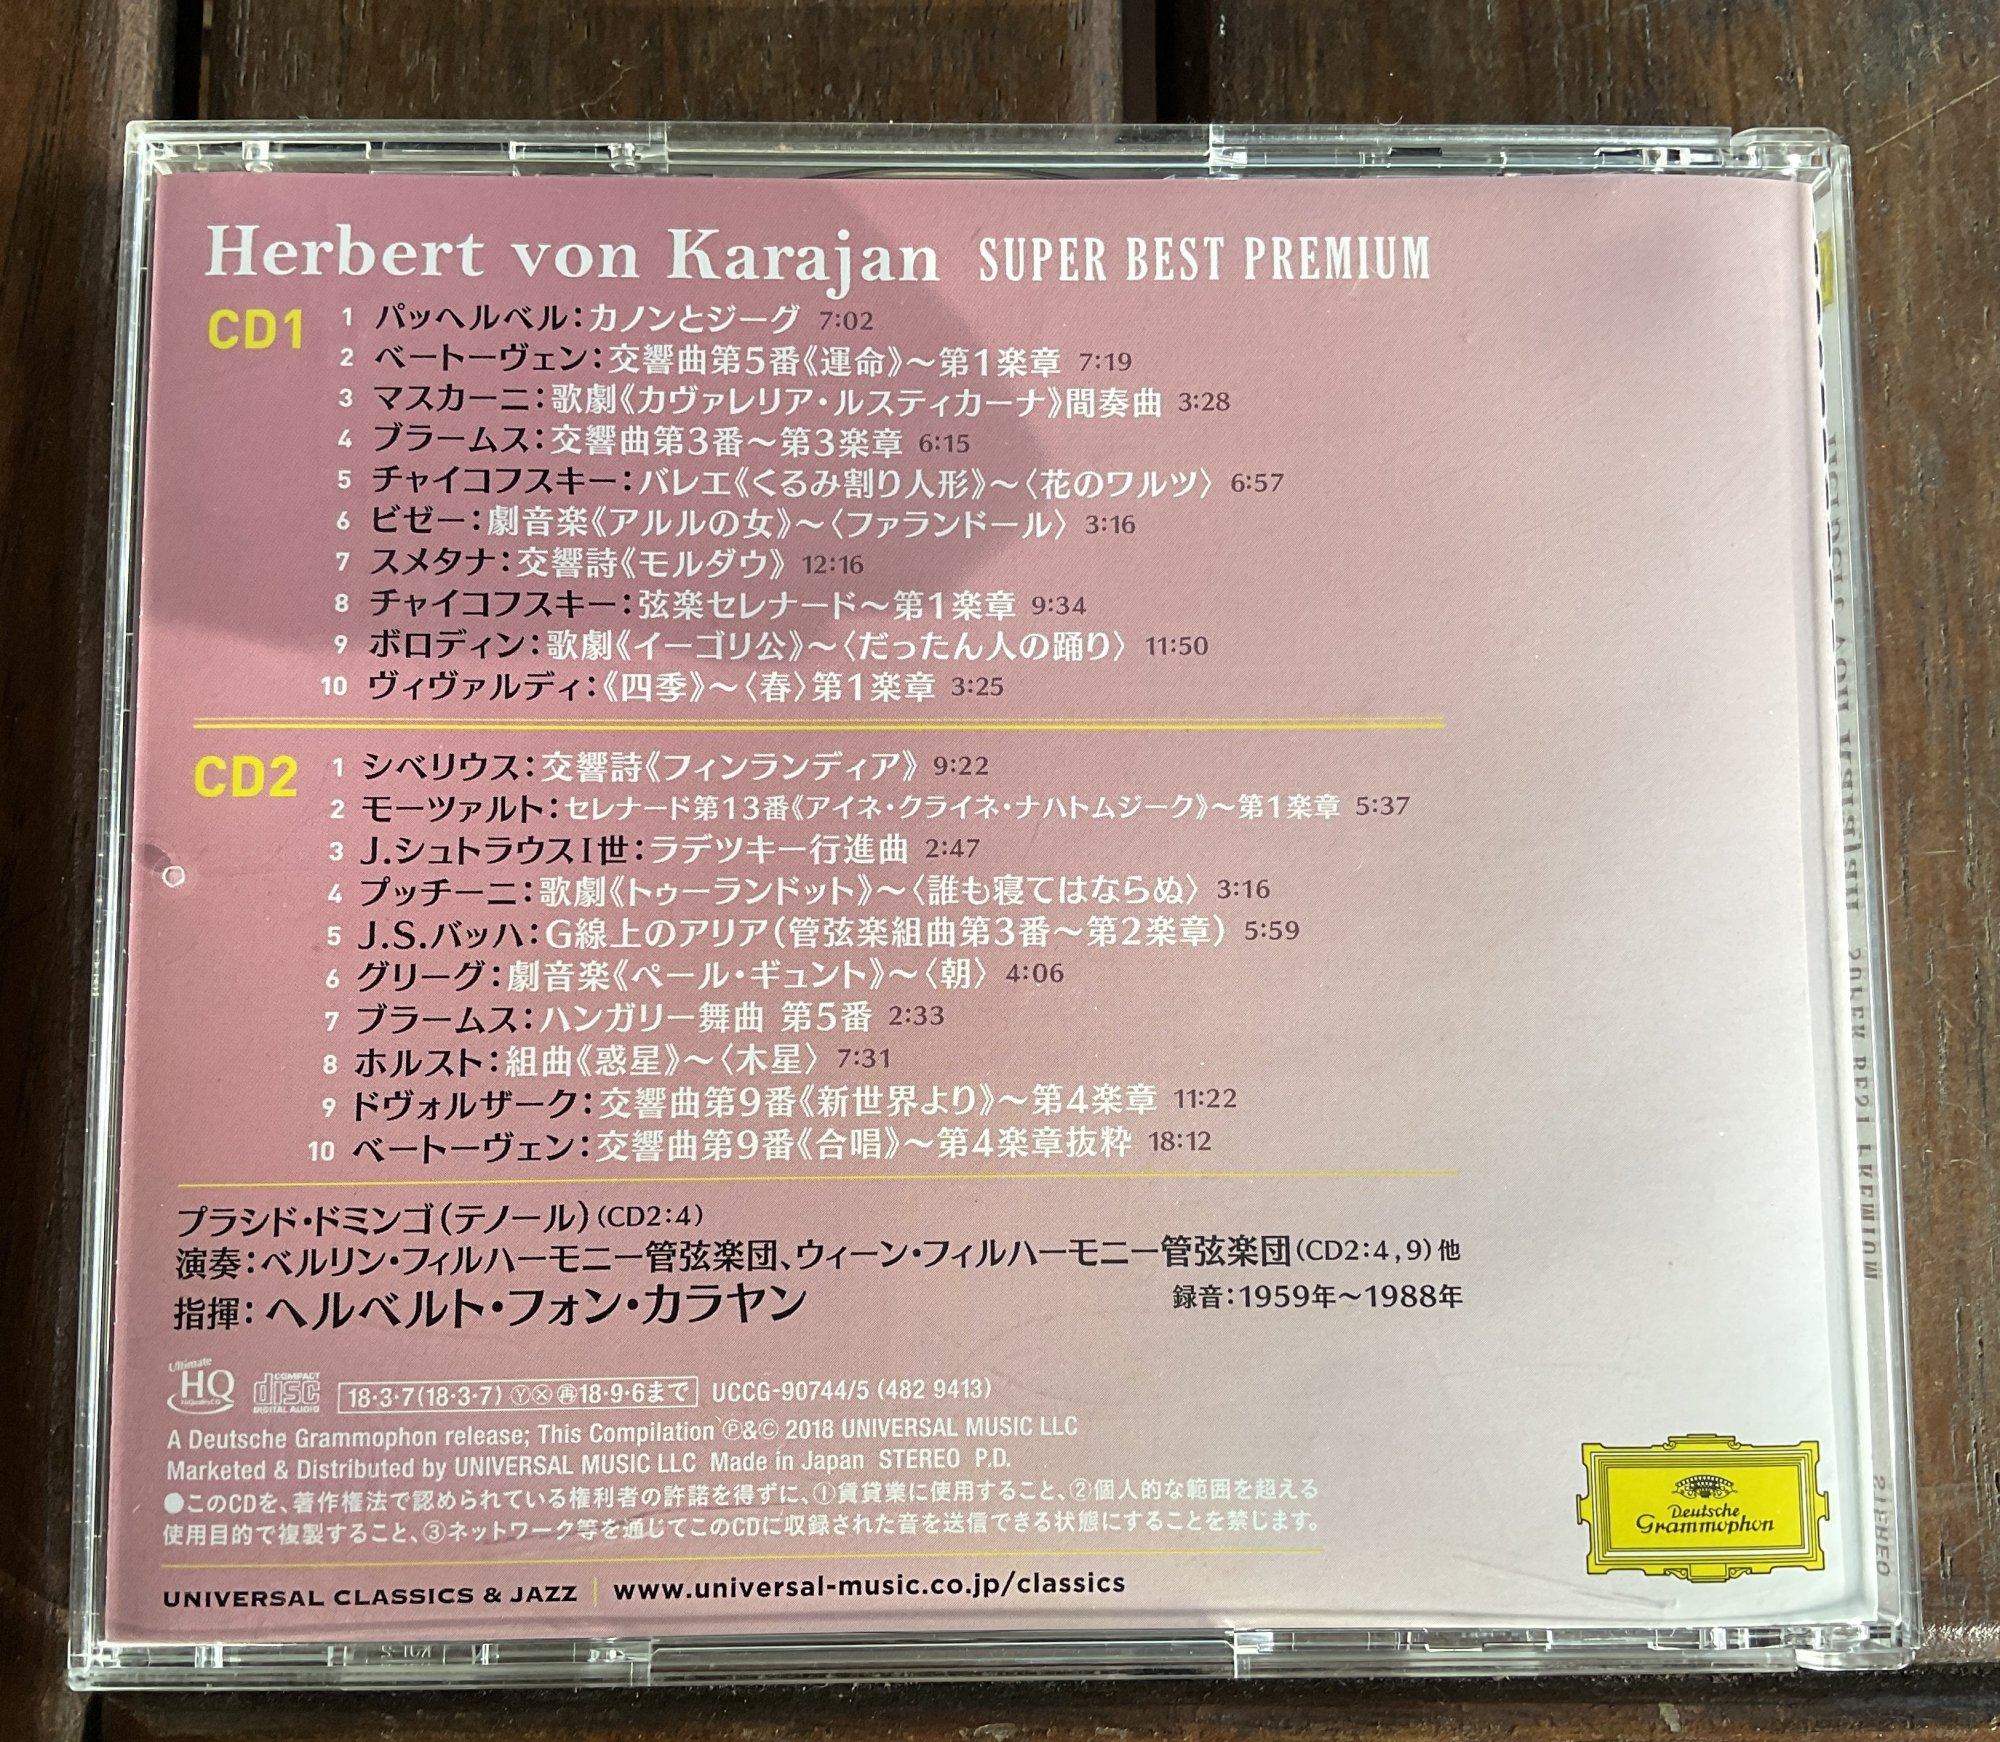 Herbert von Karajan SUPER BEST PREMIUM
CD1
1 パッヘルベル：カノンとジーグ 7:02
2 ベートーヴェン：交響曲第5番《運命》～第1楽章 7:19
3 マスカーニ：歌劇《カヴァレリア・ルスティカーナ》間奏曲 3:28
4 ブラームス：交響曲第3番～第3楽章 6:15
5 チャイコフスキー：バレエ《くるみ割り人形》～〈花のワルツ〉 6:57
6 ビゼー：劇音楽《アルルの女》～〈ファランドール〉 3:16
7 スメタナ：交響詩《モルダウ》 12:16
8 チャイコフスキー：弦楽セレナード～第1楽章 9:34
9 ボロディン：歌劇《イーゴリ公》～〈だったん人の踊り〉 11:50
10 ヴィヴァルディ：《四季》～〈春〉第1楽章 3:25
CD2
1 シベリウス：交響詩《フィンランディア》 9:22
2 モーツァルト：セレナード第13番《アイネ・クライネ・ナハトムジーク》～第1楽章 5:37
3 J.シュトラウスI世：ラデツキー行進曲 2:47
4 プッチーニ：歌劇《トゥーランドット》～〈誰も寝てはならぬ〉 3:16
5 J.S.バッハ：G線上のアリア（管弦楽組曲第3番～第2楽章） 5:59
6 グリーグ：劇音楽《ペール・ギュント》～〈朝〉 4:06
7 ブラームス：ハンガリー舞曲 第5番 2:33
8 ホルスト：組曲《惑星》～〈木星〉 7:31
9 ドヴォルザーク：交響曲第9番《新世界より》～第4楽章 11:22
10 ベートーヴェン：交響曲第9番《合唱》～第4楽章抜粋 18:12
プラシド・ドミンゴ（テノール）(CD2:4)
演奏：ベルリン・フィルハーモニー管弦楽団、ウィーン・フィルハーモニー管弦楽団(CD2:4,9)他
指揮：ヘルベルト・フォン・カラヤン
録音：1959年～1988年
Ultimate HQ HiQualityCD COMPACT disc DIGITAL AUDIO 18・3・7(18・3・7) Ⓨ Ⓧ ㊢18・9・6まで UCCG-90744/5 (482 9413)
A Deutsche Grammophon release; This Compilation ℗&© 2018 UNIVERSAL MUSIC LLC
Marketed & Distributed by UNIVERSAL MUSIC LLC Made in Japan STEREO P.D.
●このCDを、著作権法で認められている権利者の許諾を得ずに、①賃貸業に使用すること、②個人的な範囲を超える
使用目的で複製すること、③ネットワーク等を通じてこのCDに収録された音を送信できる状態にすることを禁じます。
UNIVERSAL CLASSICS & JAZZ | www.universal-music.co.jp/classics
Deutsche
Grammophon
Herbert von Karajan SUPER BEST PREMIUM
STEREO